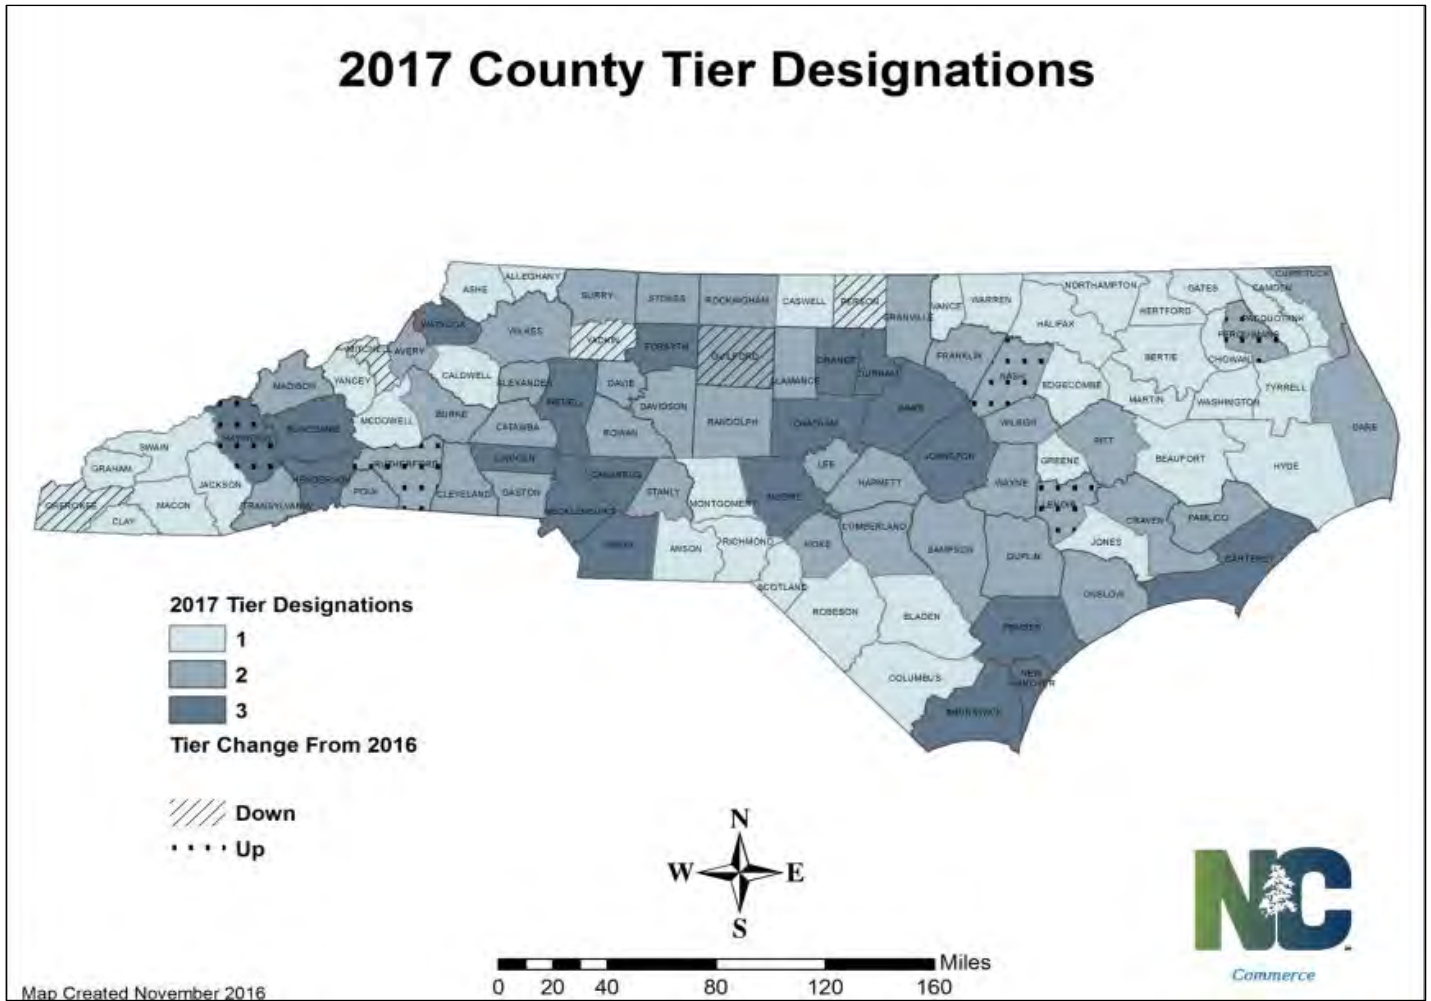 2017 County Tier Designations
ALLEGHANY
ASHE
SURRY
STOKES
ROCKINGHAM
CASWELL
PERSON
GRANVILLE
VANCE
WARREN
NORTHAMPTON
GATES
CAMDEN
CURRITUCK
HERTFORD
HALIFAX
PASQUOTANK
PERQUIMANS
CHOWAN
WATAUGA
WILKES
YADKIN
FORSYTH
GUILFORD
ALAMANCE
ORANGE
DURHAM
FRANKLIN
NASH
EDGECOMBE
BERTIE
MARTIN
WASHINGTON
TYRRELL
DARE
MITCHELL
AVERY
YANCEY
CALDWELL
ALEXANDER
IREDELL
DAVIE
DAVIDSON
RANDOLPH
CHATHAM
WAKE
WILSON
PITT
MADISON
MCDOWELL
BURKE
CATAWBA
ROWAN
HAYWOOD
BUNCOMBE
SWAIN
GRAHAM
JACKSON
RUTHERFORD
LINCOLN
CABARRUS
LEE
JOHNSTON
GREENE
BEAUFORT
HYDE
CHEROKEE
CLAY
MACON
TRANSYLVANIA
HENDERSON
POLK
CLEVELAND
GASTON
MECKLENBURG
STANLY
MONTGOMERY
MOORE
HARNETT
WAYNE
LENOIR
CRAVEN
PAMLICO
UNION
ANSON
RICHMOND
HOKE
CUMBERLAND
SAMPSON
DUPLIN
JONES
CARTERET
SCOTLAND
ROBESON
BLADEN
ONSLOW
PENDER
COLUMBUS
NEW
HANOVER
BRUNSWICK
2017 Tier Designations
1
2
3
Tier Change From 2016
Down
Up
N
W
E
S
Miles
0 20 40 80 120 160
NC
Commerce
Map Created November 2016